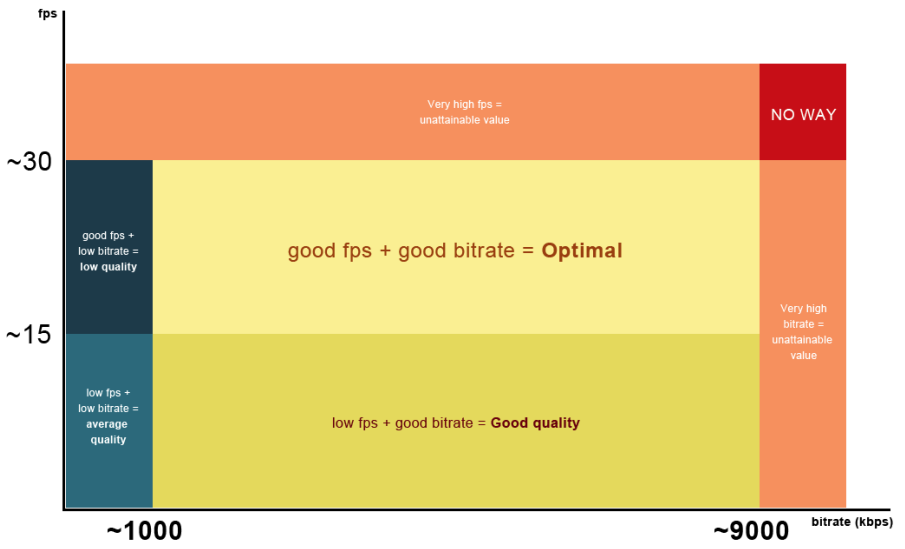 fps
Very high fps =
unattainable value
NO WAY
~30
good fps +
low bitrate =
low quality
good fps + good bitrate = Optimal
Very high
bitrate =
unattainable
value
~15
low fps +
low bitrate =
average
quality
low fps + good bitrate = Good quality
~1000
~9000
bitrate (kbps)